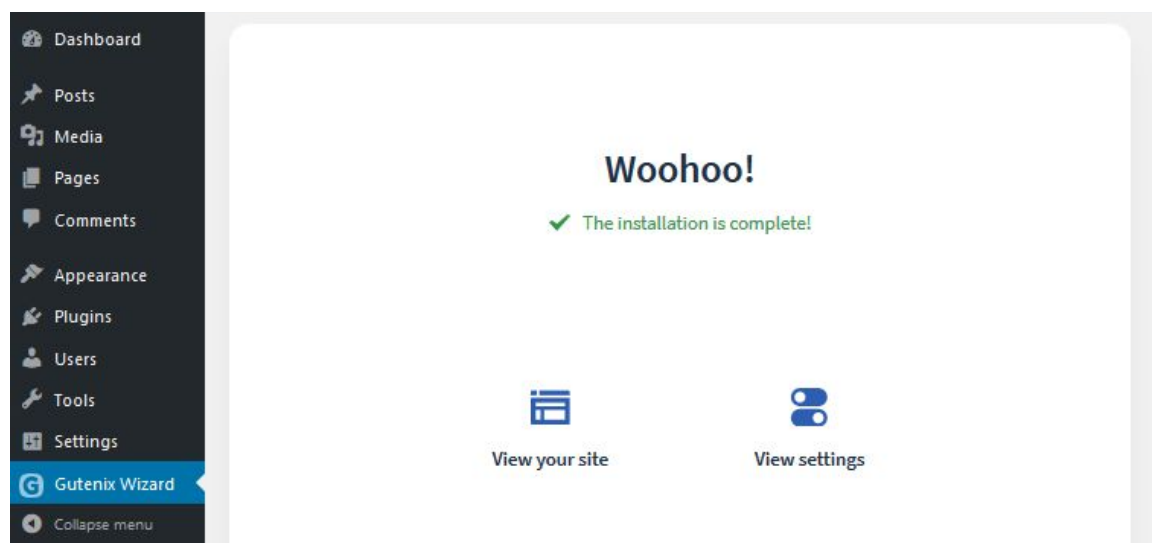 Dashboard
Posts
Media
Pages
Comments
Appearance
Plugins
Users
Tools
Settings
Gutenix Wizard
Collapse menu
Woohoo!
The installation is complete!
View your site
View settings